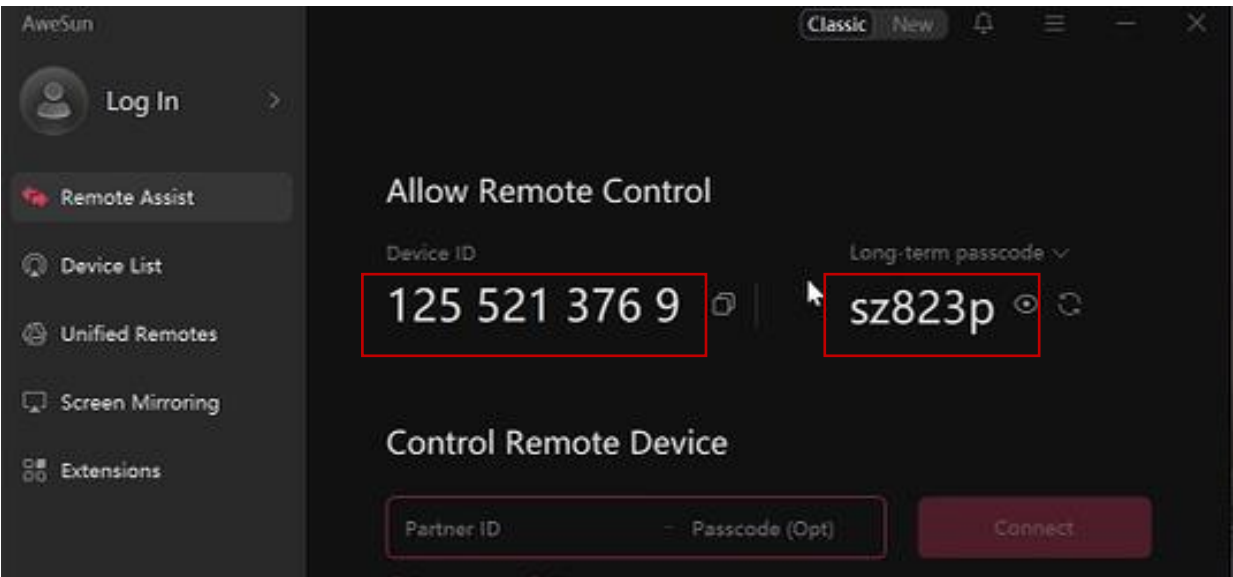 AweSun
Classic New
Log In
Remote Assist
Device List
Unified Remotes
Screen Mirroring
Extensions
Allow Remote Control
Device ID
Long-term passcode
125 521 376 9
sz823p
Control Remote Device
Partner ID - Passcode (Opt)
Connect